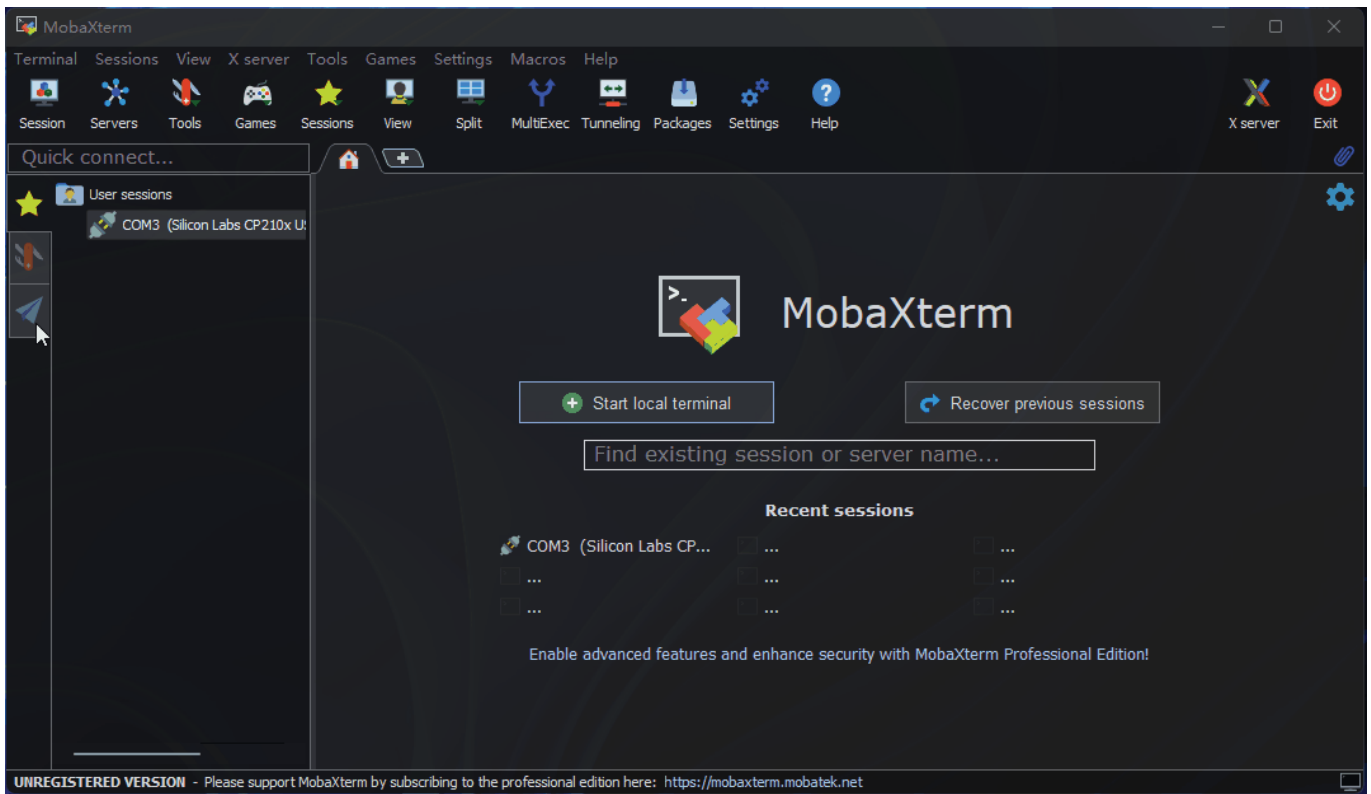 MobaXterm
Terminal Sessions View X server Tools Games Settings Macros Help
Session Servers Tools Games Sessions View Split MultiExec Tunneling Packages Settings Help X server Exit
Quick connect...
User sessions
COM3 (Silicon Labs CP210x US
>_
MobaXterm
Start local terminal Recover previous sessions
Find existing session or server name...
Recent sessions
COM3 (Silicon Labs CP... ... ...
... ... ...
... ... ...
Enable advanced features and enhance security with MobaXterm Professional Edition!
UNREGISTERED VERSION - Please support MobaXterm by subscribing to the professional edition here: https://mobaxterm.mobatek.net